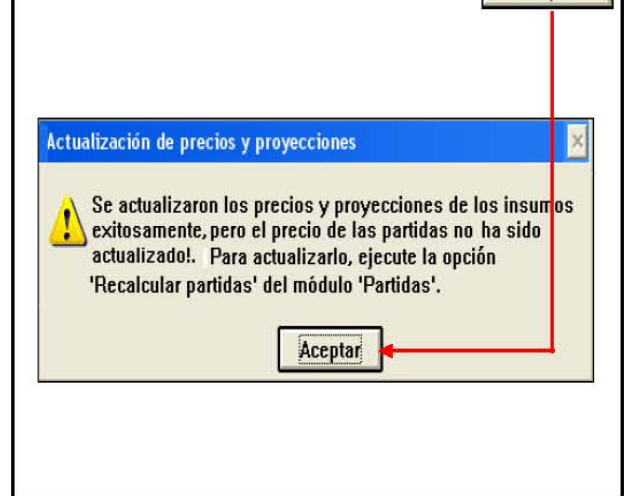 Actualización de precios y proyecciones
Se actualizaron los precios y proyecciones de los insumos
exitosamente, pero el precio de las partidas no ha sido
actualizado!. Para actualizarlo, ejecute la opción
'Recalcular partidas' del módulo 'Partidas'.
Aceptar